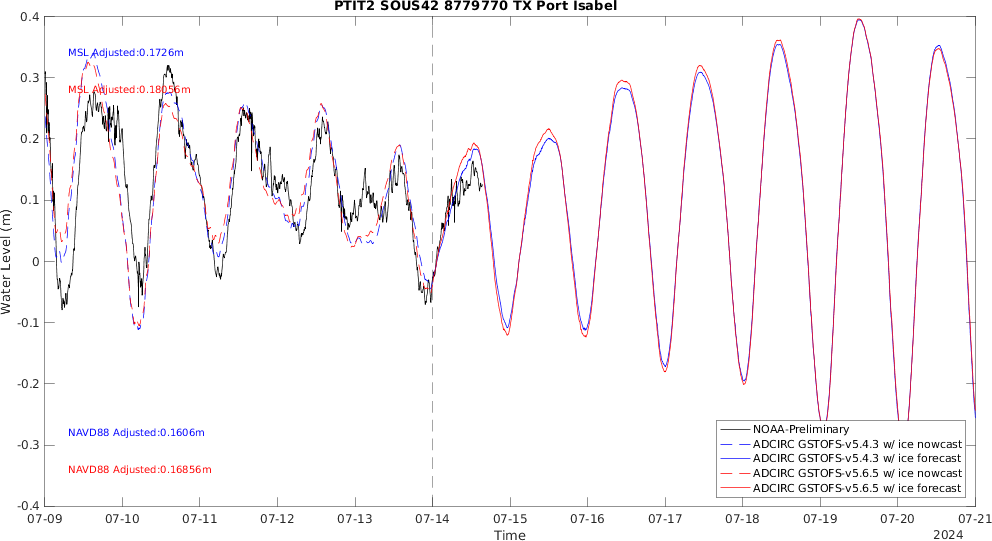 PTIT2 SOUS42 8779770 TX Port Isabel
MSL Adjusted:0.1726m
MSL Adjusted:0.18056m
NAVD88 Adjusted:0.1606m
NAVD88 Adjusted:0.16856m
Water Level (m)
0.4
0.3
0.2
0.1
0
-0.1
-0.2
-0.3
-0.4
NOAA-Preliminary
ADCIRC GSTOFS-v5.4.3 w/ ice nowcast
ADCIRC GSTOFS-v5.4.3 w/ ice forecast
ADCIRC GSTOFS-v5.6.5 w/ ice nowcast
ADCIRC GSTOFS-v5.6.5 w/ ice forecast
07-09 07-10 07-11 07-12 07-13 07-14 07-15 07-16 07-17 07-18 07-19 07-20 07-21
Time
2024